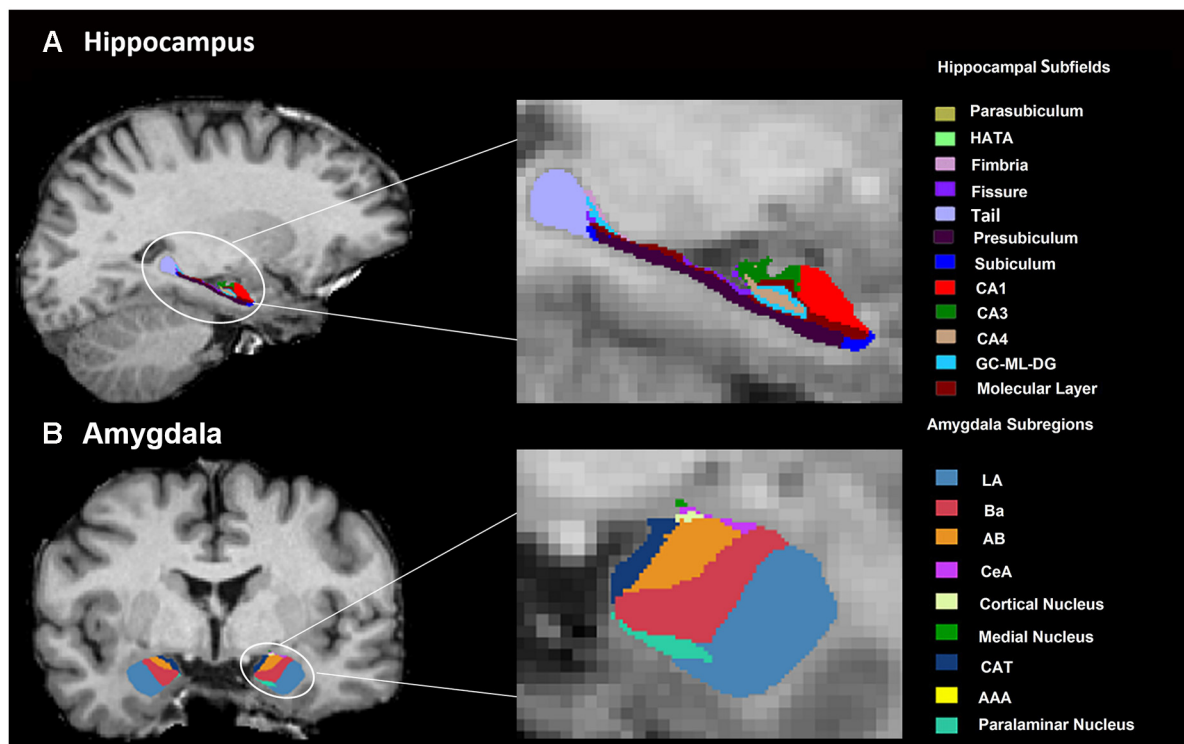 A Hippocampus
Hippocampal Subfields
Parasubiculum
HATA
Fimbria
Fissure
Tail
Presubiculum
Subiculum
CA1
CA3
CA4
GC-ML-DG
Molecular Layer
B Amygdala
Amygdala Subregions
LA
Ba
AB
CeA
Cortical Nucleus
Medial Nucleus
CAT
AAA
Paralaminar Nucleus